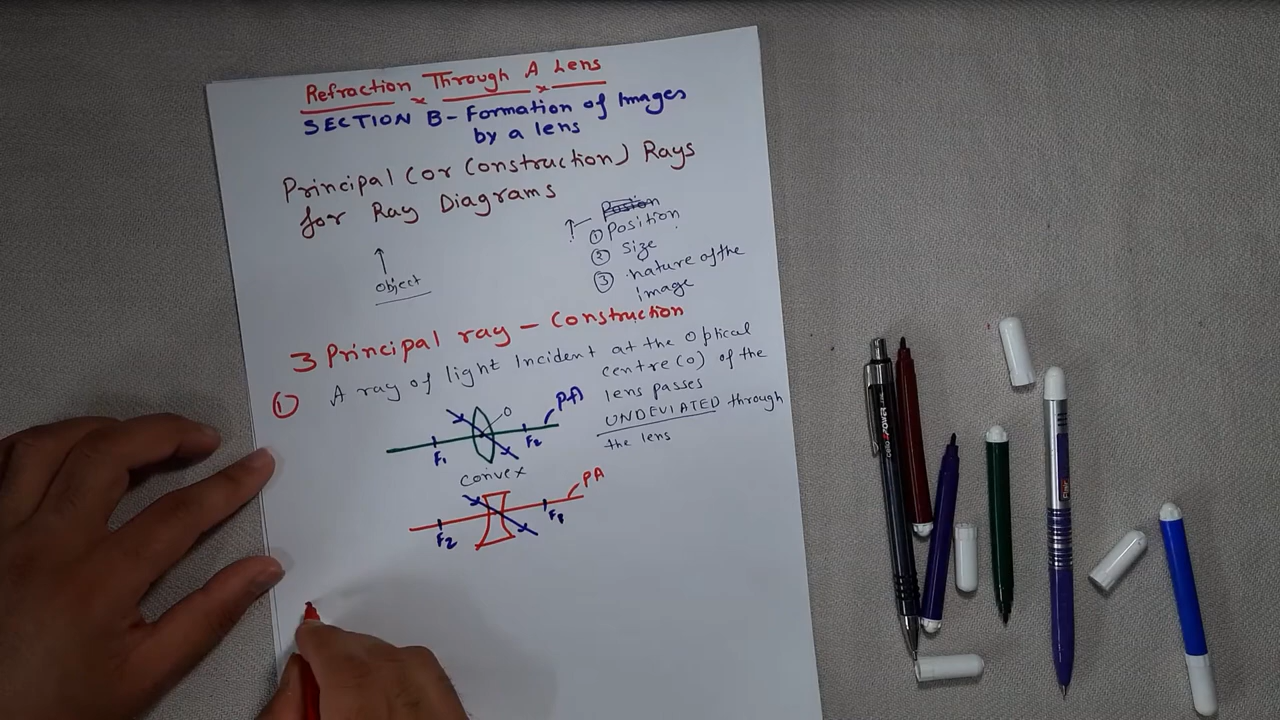 Refraction Through A Lens
SECTION B - Formation of Images
by a lens
Principal (or Construction) Rays
for Ray Diagrams
① Position
② Size
③ nature of the
image
object
3 Principal ray - Construction
① A ray of light Incident at the Optical
centre (o) of the
lens passes
UNDEVIATED through
the lens
O
PA
F₁
F₂
convex
PA
F₂
F₁